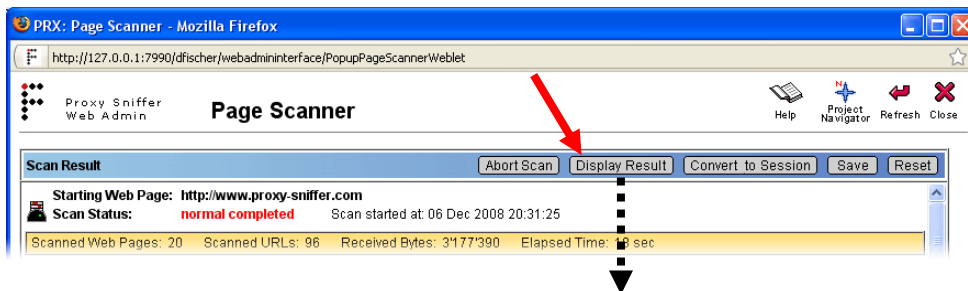 PRX: Page Scanner - Mozilla Firefox
http://127.0.0.1:7990/dfischer/webadmininterface/PopupPageScannerWeblet
Proxy Sniffer
Web Admin
Page Scanner
Help
N
Project Navigator
Refresh
Close
Scan Result
Abort Scan
Display Result
Convert to Session
Save
Reset
Starting Web Page: http://www.proxy-sniffer.com
Scan Status: normal completed Scan started at: 06 Dec 2008 20:31:25
Scanned Web Pages: 20 Scanned URLs: 96 Received Bytes: 3'177'390 Elapsed Time: 18 sec